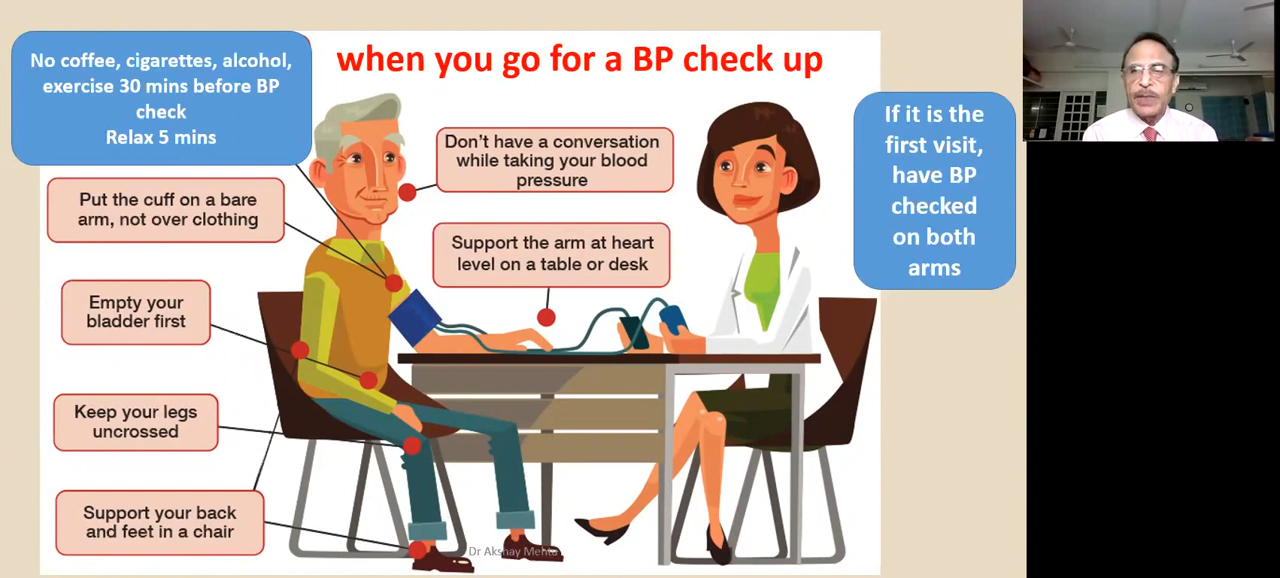 when you go for a BP check up
No coffee, cigarettes, alcohol,
exercise 30 mins before BP
check
Relax 5 mins
Don't have a conversation
while taking your blood
pressure
If it is the
first visit,
have BP
checked
on both
arms
Put the cuff on a bare
arm, not over clothing
Support the arm at heart
level on a table or desk
Empty your
bladder first
Keep your legs
uncrossed
Support your back
and feet in a chair
Dr Akshay Mehta